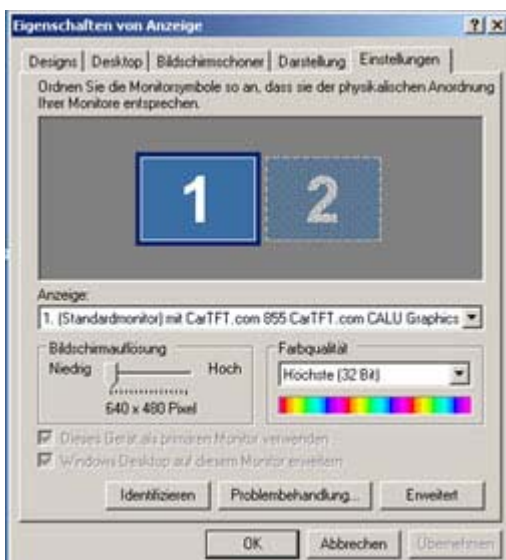 Eigenschaften von Anzeige
Designs Desktop Bildschirmschoner Darstellung Einstellungen
Ordnen Sie die Monitorsymbole so an, dass sie der physikalischen Anordnung
Ihrer Monitore entsprechen.
1 2
Anzeige:
1. (Standardmonitor) mit CarTFT.com 855 CarTFT.com CALU Graphics
Bildschirmauflösung
Niedrig Hoch
640 x 480 Pixel
Farbqualität
Höchste (32 Bit)
Dieses Gerät als primären Monitor verwenden
Windows Desktop auf diesem Monitor erweitern
Identifizieren Problembehandlung... Erweitert
OK Abbrechen Übernehmen